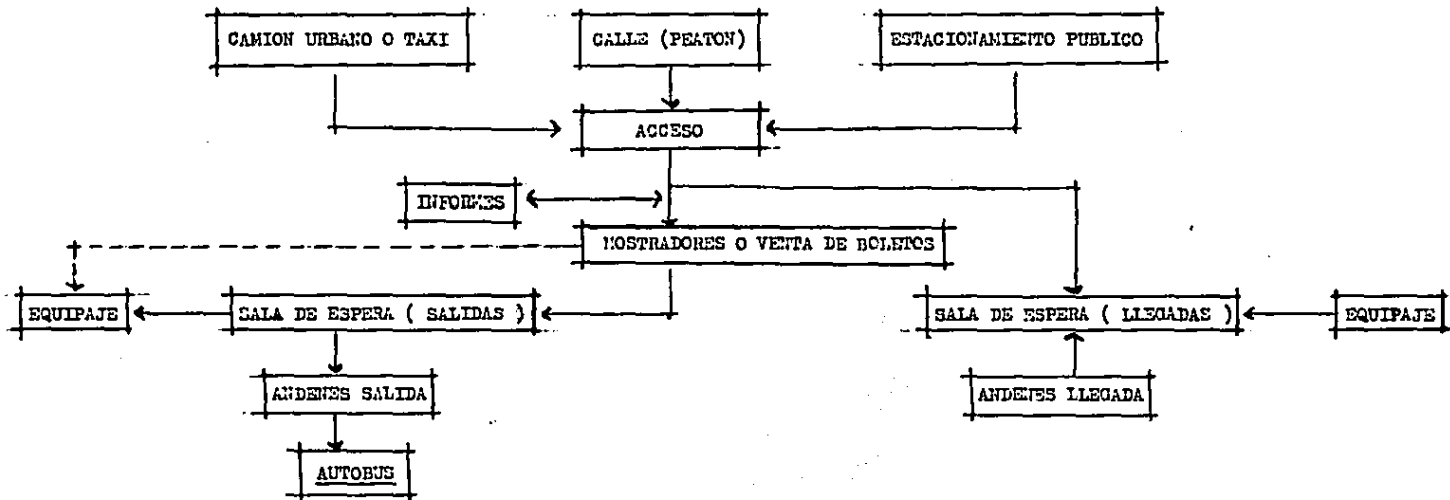 CAMION URBANO O TAXI
CALLE (PEATON)
ESTACIONAMIENTO PUBLICO
ACCESO
INFORMES
MOSTRADORES O VENTA DE BOLETOS
EQUIPAJE
SALA DE ESPERA ( SALIDAS )
SALA DE ESPERA ( LLEGADAS )
EQUIPAJE
ANDENES SALIDA
ANDENES LLEGADA
AUTOBUS